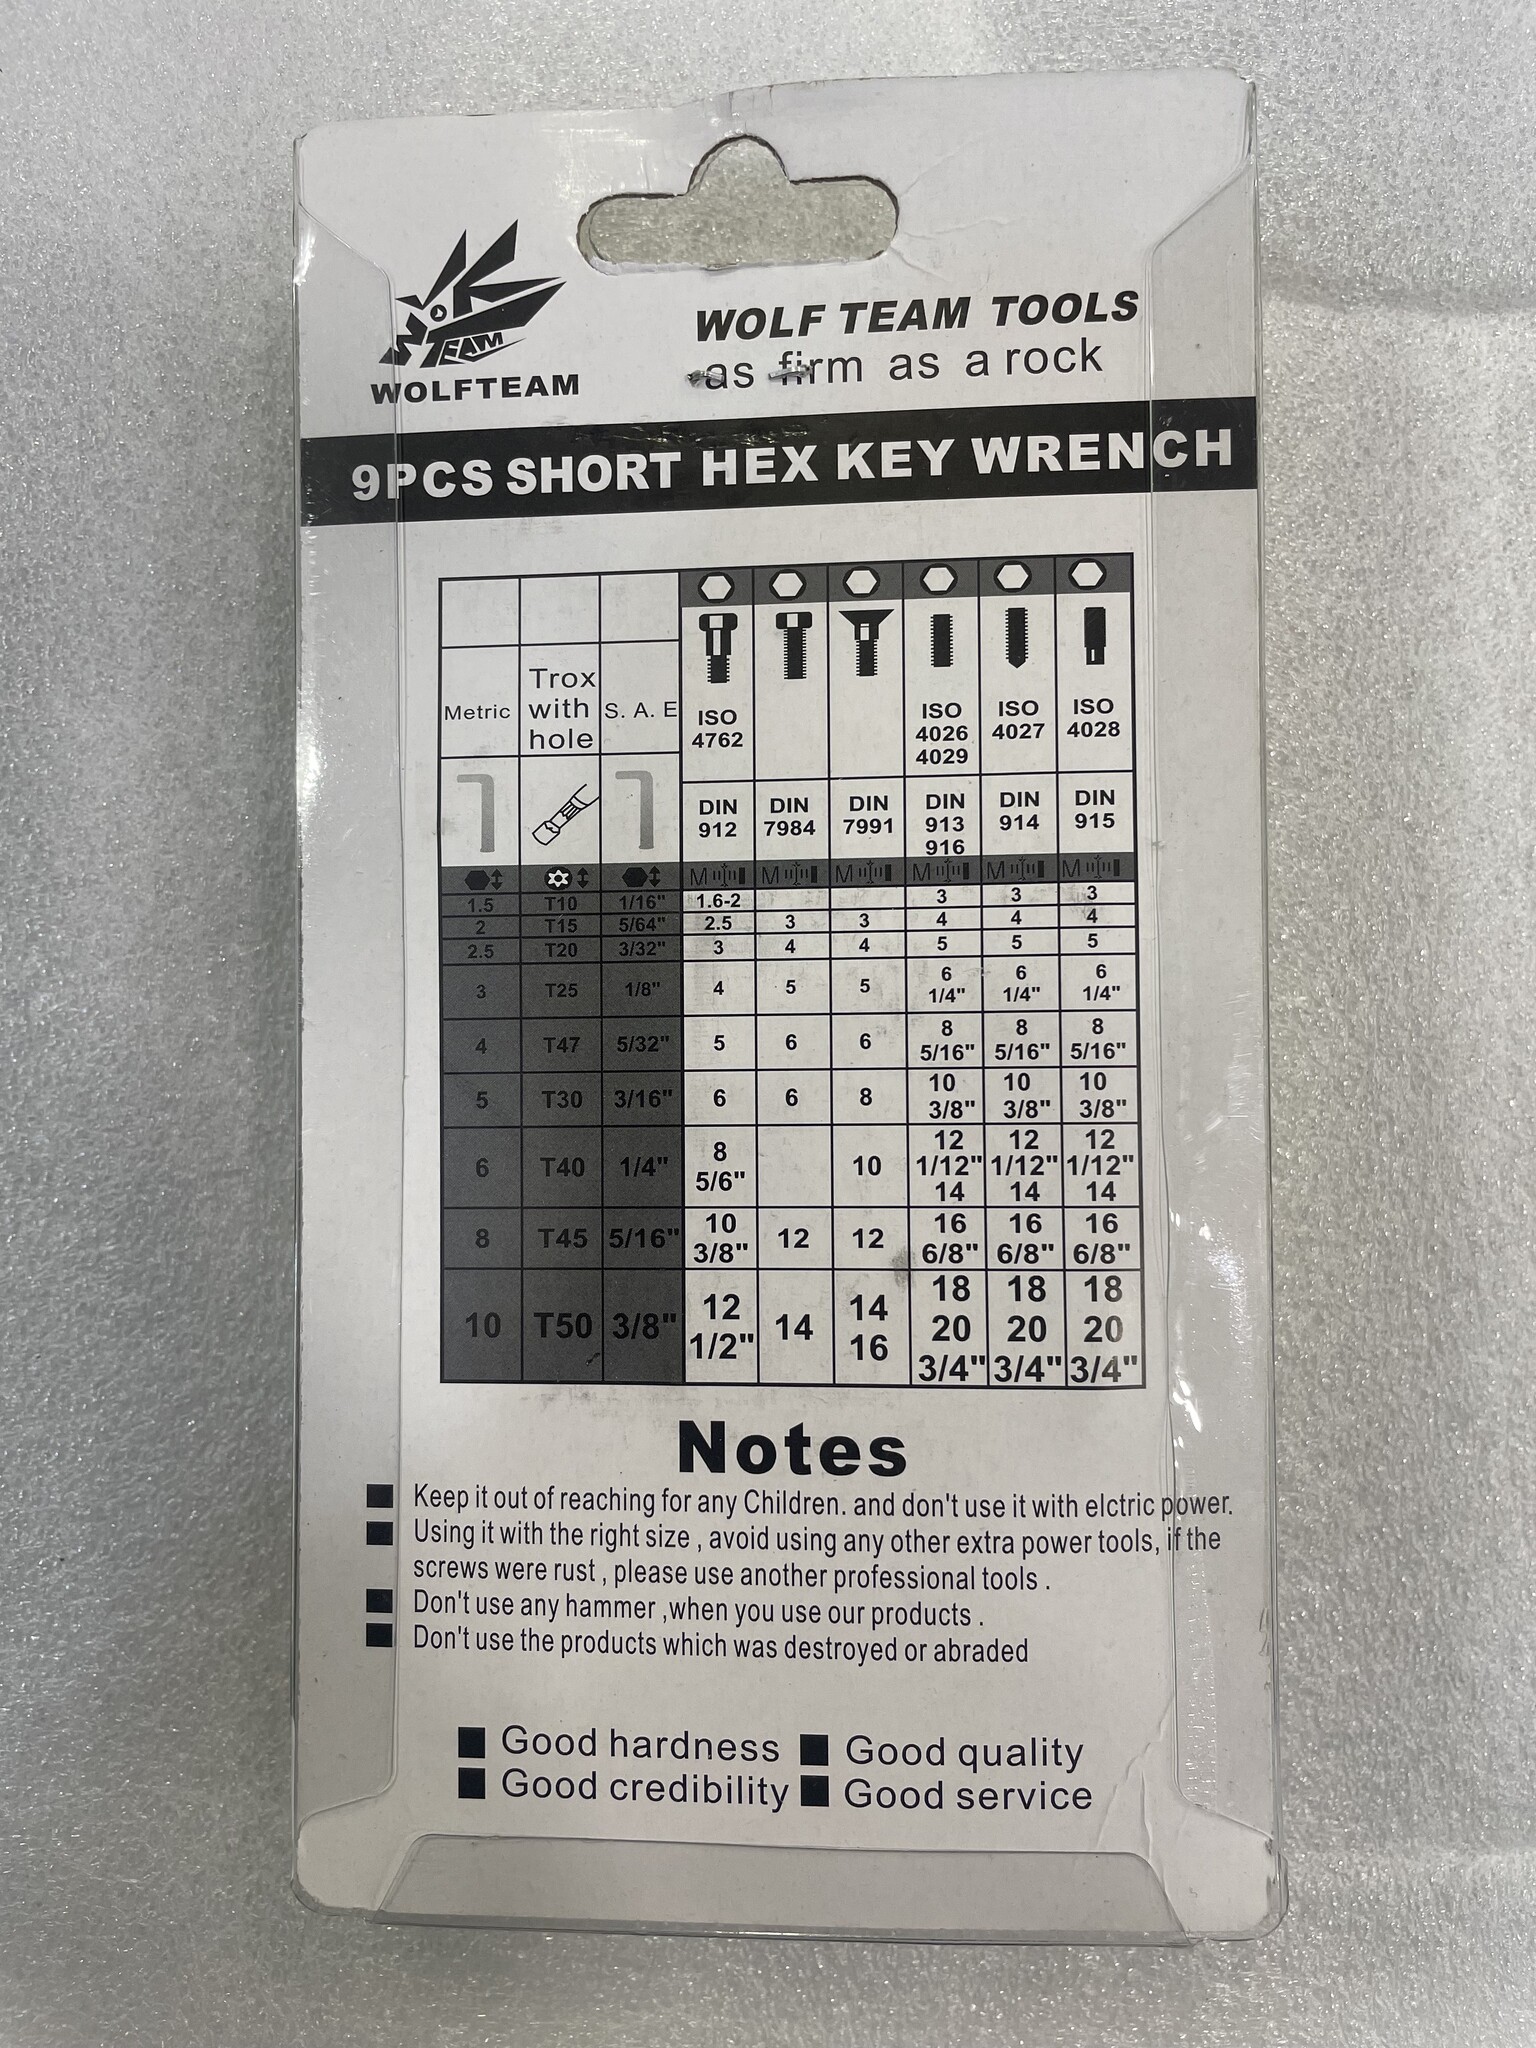 WOLF TEAM
WOLFTEAM
WOLF TEAM TOOLS
as firm as a rock
9PCS SHORT HEX KEY WRENCH
Metric Trox with hole S. A. E ISO 4762 ISO 4026 4029 ISO 4027 ISO 4028
DIN 912 DIN 7984 DIN 7991 DIN 913 916 DIN 914 DIN 915
M M M M M M
1.5 T10 1/16" 1.6-2 3 3 3
2 T15 5/64" 2.5 3 3 4 4 4
2.5 T20 3/32" 3 4 4 5 5 5
3 T25 1/8" 4 5 5 6 1/4" 6 1/4" 6 1/4"
4 T47 5/32" 5 6 6 8 5/16" 8 5/16" 8 5/16"
5 T30 3/16" 6 6 8 10 3/8" 10 3/8" 10 3/8"
6 T40 1/4" 8 5/6" 10 12 1/12" 14 12 1/12" 14 12 1/12" 14
8 T45 5/16" 10 3/8" 12 12 16 6/8" 16 6/8" 16 6/8"
10 T50 3/8" 12 1/2" 14 14 16 18 20 3/4" 18 20 3/4" 18 20 3/4"
Notes
Keep it out of reaching for any Children. and don't use it with elctric power.
Using it with the right size , avoid using any other extra power tools, if the
screws were rust , please use another professional tools .
Don't use any hammer ,when you use our products .
Don't use the products which was destroyed or abraded
Good hardness Good quality
Good credibility Good service